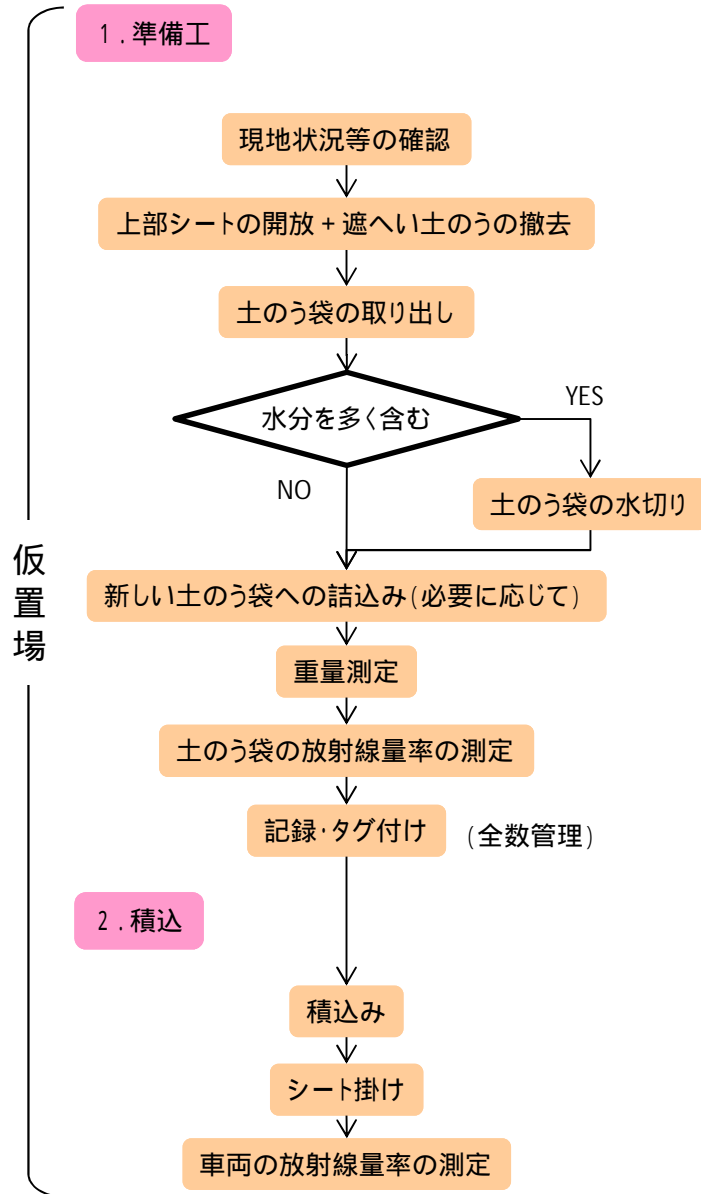 1．準備工
現地状況等の確認
上部シートの開放+遮へい土のうの撤去
土のう袋の取り出し
水分を多く含む
YES
NO
土のう袋の水切り
新しい土のう袋への詰込み(必要に応じて)
重量測定
土のう袋の放射線量率の測定
記録・タグ付け (全数管理)
2．積込
積込み
シート掛け
車両の放射線量率の測定
仮置場